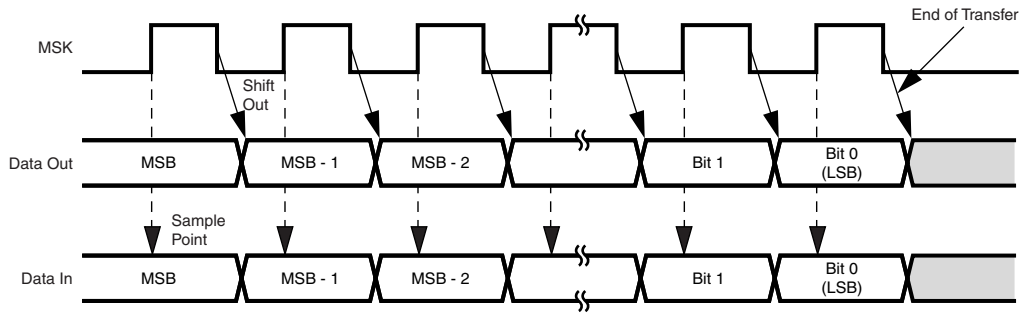 End of Transfer
MSK
Shift
Out
Data Out
MSB
MSB - 1
MSB - 2
Bit 1
Bit 0
(LSB)
Sample
Point
Data In
MSB
MSB - 1
MSB - 2
Bit 1
Bit 0
(LSB)